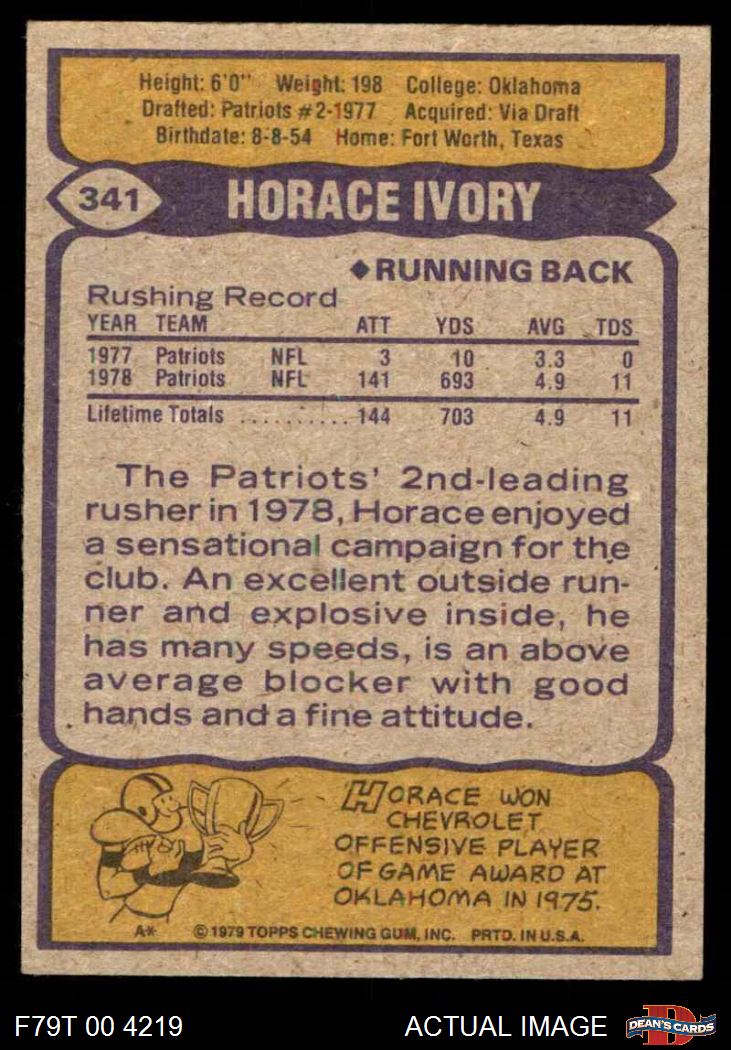 Height: 6'0" Weight: 198 College: Oklahoma
Drafted: Patriots #2-1977 Acquired: Via Draft
Birthdate: 8-8-54 Home: Fort Worth, Texas
341 HORACE IVORY
◆RUNNING BACK
Rushing Record
YEAR TEAM ATT YDS AVG TDS
1977 Patriots NFL 3 10 3.3 0
1978 Patriots NFL 141 693 4.9 11
Lifetime Totals .......... 144 703 4.9 11
The Patriots' 2nd-leading
rusher in 1978, Horace enjoyed
a sensational campaign for the
club. An excellent outside run-
ner and explosive inside, he
has many speeds, is an above
average blocker with good
hands and a fine attitude.
HORACE WON
CHEVROLET
OFFENSIVE PLAYER
OF GAME AWARD AT
OKLAHOMA IN 1975.
A* © 1979 TOPPS CHEWING GUM, INC. PRTD. IN U.S.A.
F79T 00 4219 ACTUAL IMAGE D DEAN'S CARDS